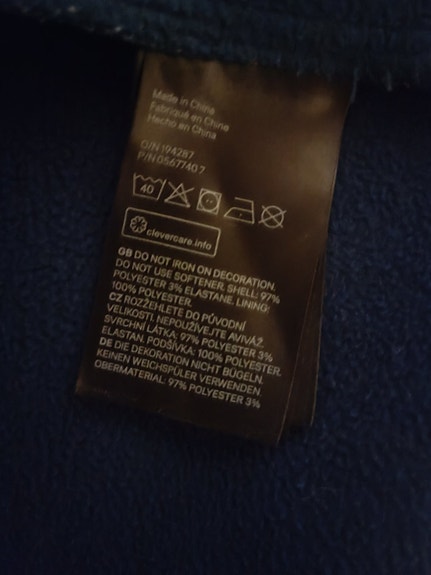 Made in China
Fabriqué en Chine
Hecho en China
O/N 194287
P/N 0567740 7
40
clevercare.info
GB DO NOT IRON ON DECORATION.
DO NOT USE SOFTENER. SHELL: 97%
POLYESTER 3% ELASTANE. LINING:
100% POLYESTER.
CZ ROZŽEHLETE DO PŮVODNÍ
VELIKOSTI. NEPOUŽÍVEJTE AVIVÁŽ.
SVRCHNÍ LÁTKA: 97% POLYESTER 3%
ELASTAN. PODŠÍVKA: 100% POLYESTER.
DE DIE DEKORATION NICHT BÜGELN.
KEINEN WEICHSPÜLER VERWENDEN.
OBERMATERIAL: 97% POLYESTER 3%